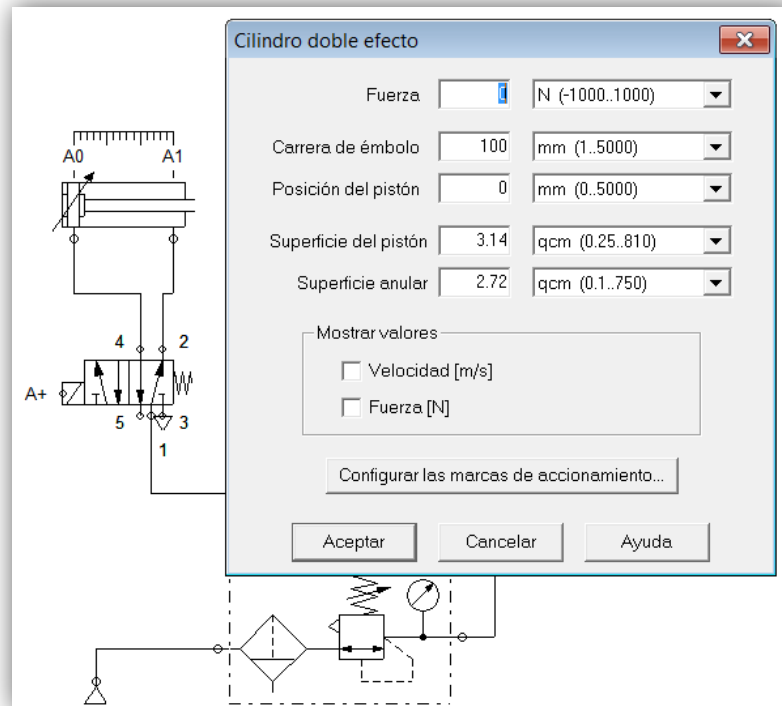 Cilindro doble efecto
Fuerza 0 N (-1000..1000)
Carrera de émbolo 100 mm (1..5000)
Posición del pistón 0 mm (0..5000)
Superficie del pistón 3.14 qcm (0.25..810)
Superficie anular 2.72 qcm (0.1..750)
Mostrar valores
Velocidad [m/s]
Fuerza [N]
Configurar las marcas de accionamiento...
Aceptar Cancelar Ayuda
A0 A1
4 2
A+
5 3
1